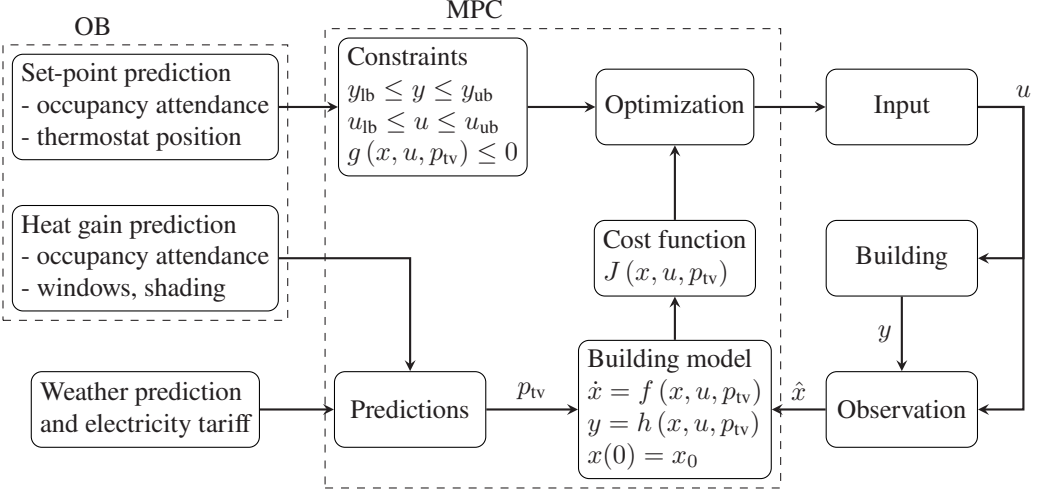 OB
MPC
Set-point prediction
- occupancy attendance
- thermostat position
Constraints
y_lb ≤ y ≤ y_ub
u_lb ≤ u ≤ u_ub
g (x, u, p_tv) ≤ 0
Optimization
Input
u
Heat gain prediction
- occupancy attendance
- windows, shading
Cost function
J (x, u, p_tv)
Building
y
Weather prediction
and electricity tariff
Predictions
p_tv
Building model
ẋ = f (x, u, p_tv)
y = h (x, u, p_tv)
x(0) = x_0
x̂
Observation